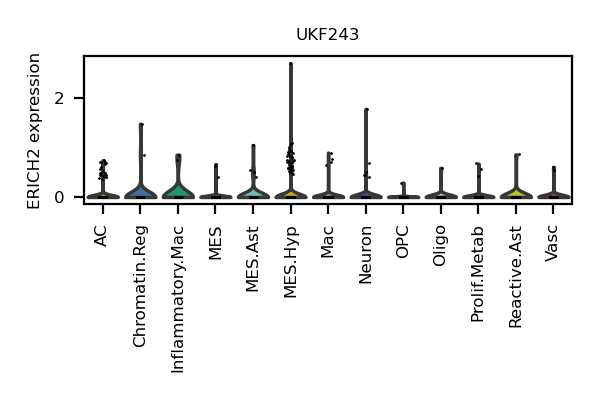 UKF243
ERICH2 expression
2
0
AC
Chromatin.Reg
Inflammatory.Mac
MES
MES.Ast
MES.Hyp
Mac
Neuron
OPC
Oligo
Prolif.Metab
Reactive.Ast
Vasc